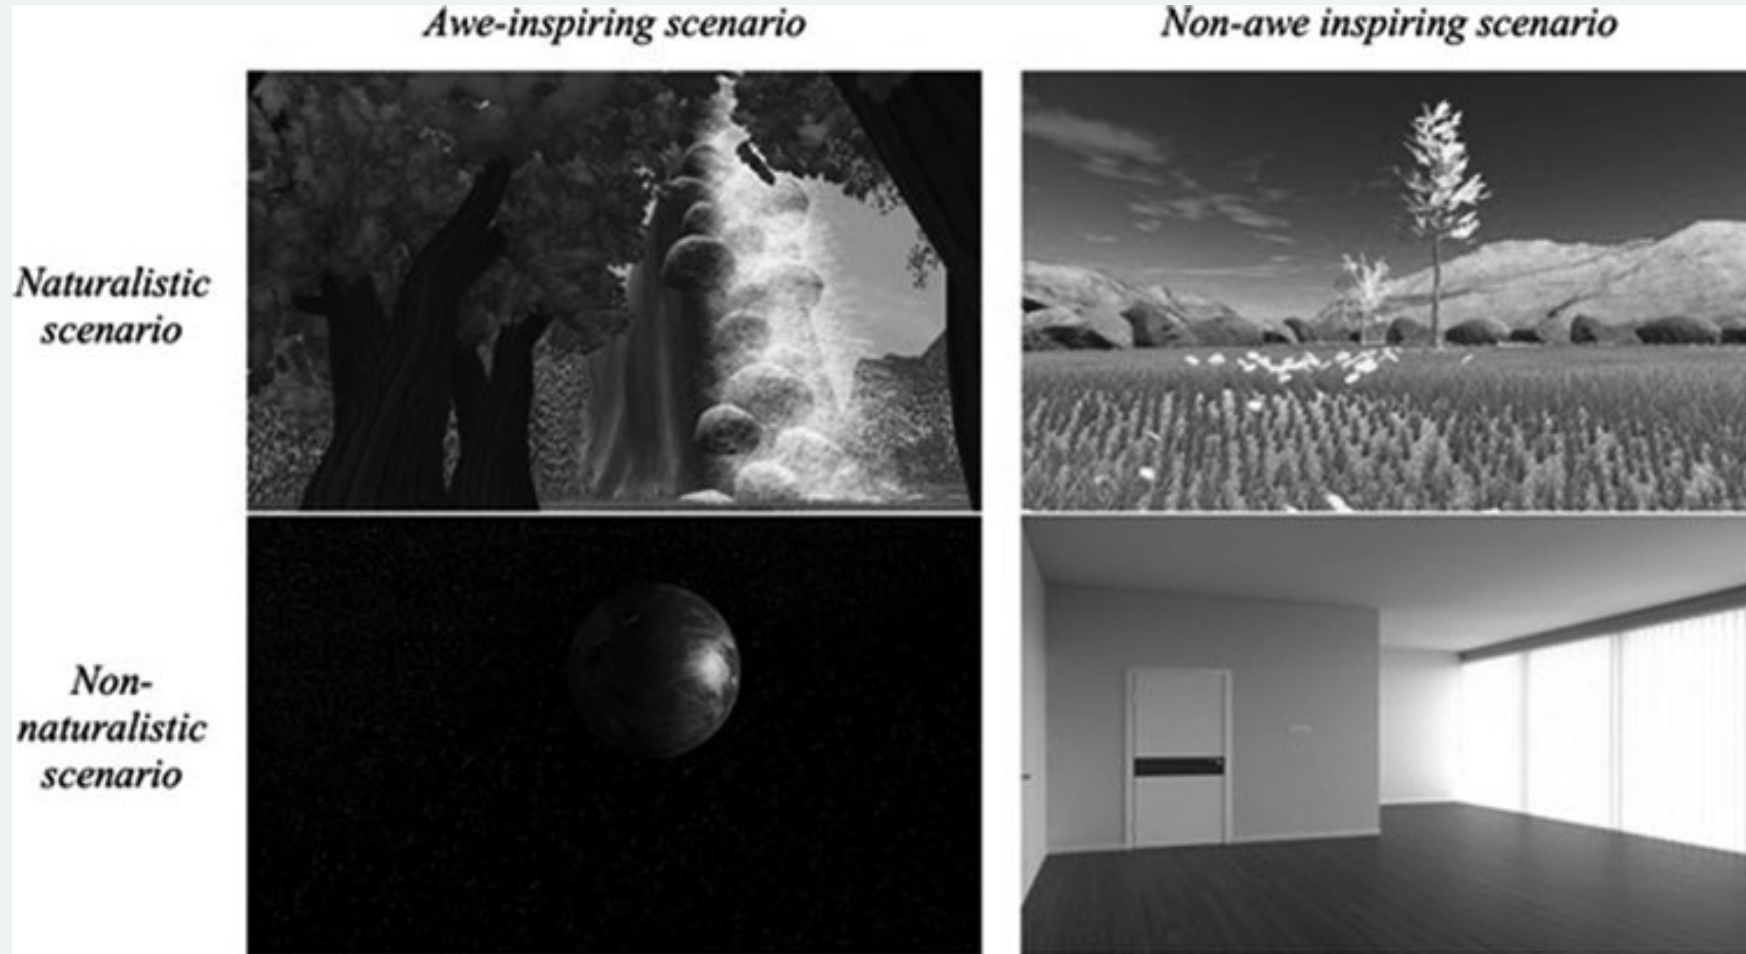 Awe-inspiring scenario
Non-awe inspiring scenario
Naturalistic
scenario
Non-
naturalistic
scenario